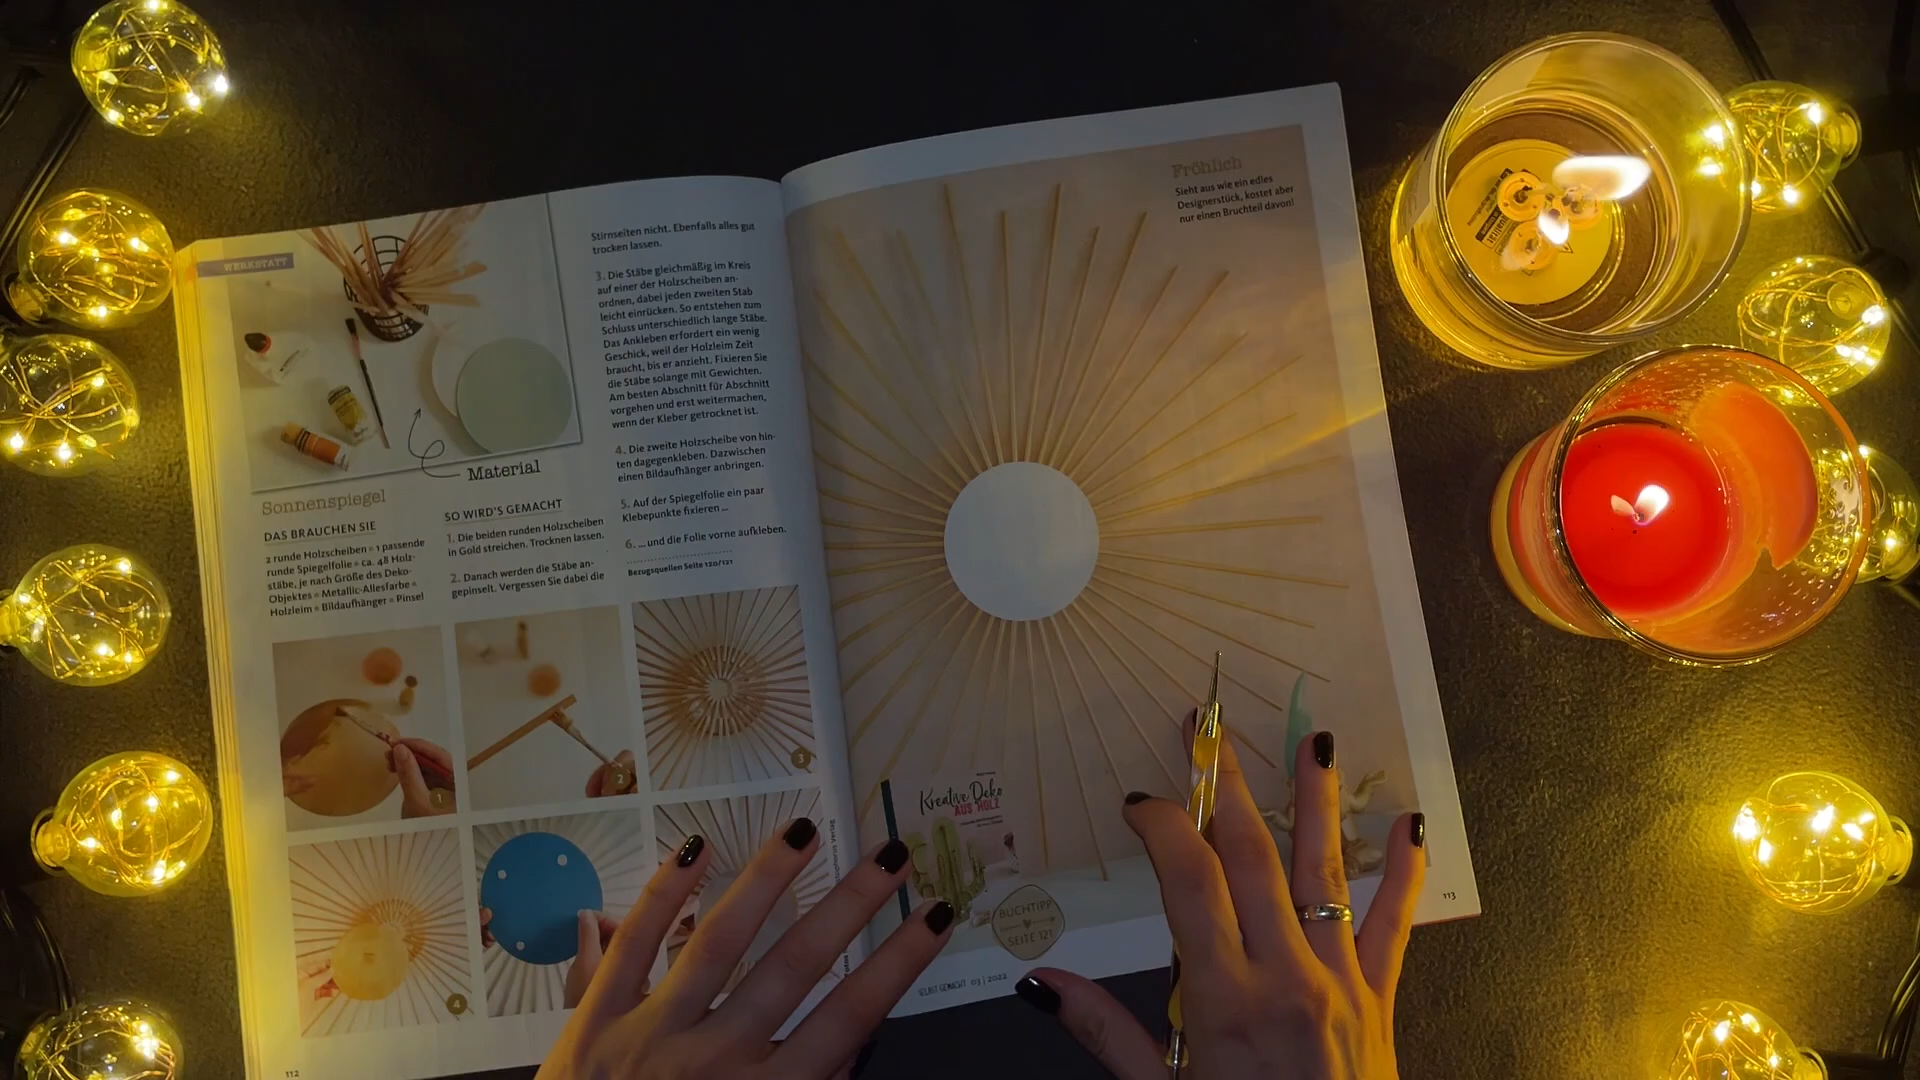 WERKSTATT
Material
Sonnenspiegel
DAS BRAUCHEN SIE
2 runde Holzscheiben • 1 passende
runde Spiegelfolie • ca. 48 Holz-
stäbe, je nach Größe des Deko-
Objektes • Metallic-Allesfarbe •
Holzleim • Bildaufhänger • Pinsel
SO WIRD'S GEMACHT
1. Die beiden runden Holzscheiben
in Gold streichen. Trocknen lassen.
2. Danach werden die Stäbe an-
gepinselt. Vergessen Sie dabei die
Stirnseiten nicht. Ebenfalls alles gut
trocken lassen.
3. Die Stäbe gleichmäßig im Kreis
auf einer der Holzscheiben an-
ordnen, dabei jeden zweiten Stab
leicht einrücken. So entstehen zum
Schluss unterschiedlich lange Stäbe.
Das Ankleben erfordert ein wenig
Geschick, weil der Holzleim Zeit
braucht, bis er anzieht. Fixieren Sie
die Stäbe solange mit Gewichten.
Am besten Abschnitt für Abschnitt
vorgehen und erst weitermachen,
wenn der Kleber getrocknet ist.
4. Die zweite Holzscheibe von hin-
ten dagegenkleben. Dazwischen
einen Bildaufhänger anbringen.
5. Auf der Spiegelfolie ein paar
Klebepunkte fixieren ...
6. ... und die Folie vorne aufkleben.
Bezugsquellen Seite 120/121
1
2
3
4
112
Fröhlich
Sieht aus wie ein edles
Designerstück, kostet aber
nur einen Bruchteil davon!
Kreative Deko
AUS HOLZ
BUCHTIPP
SEITE 121
SELBST GEMACHT 03 | 2022
113